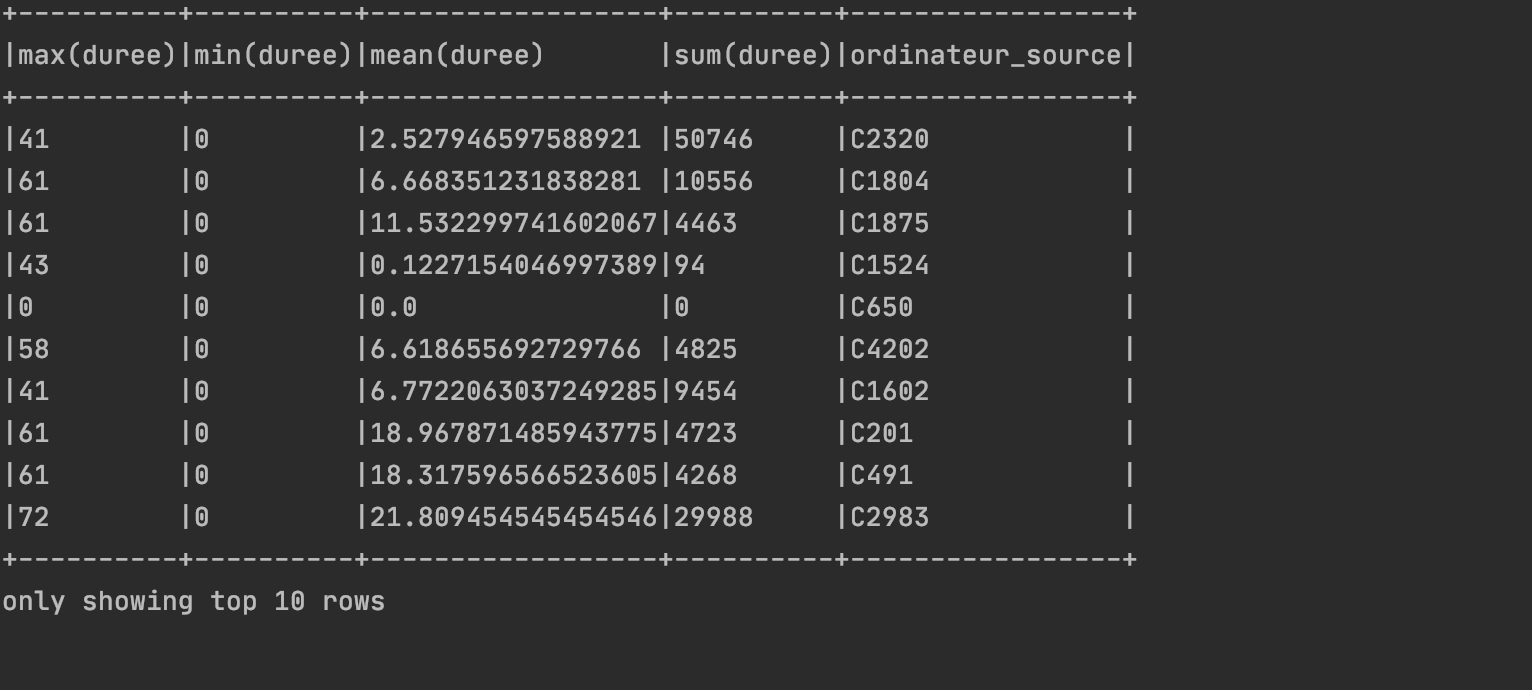 +----------+----------+------------------+----------+-----------------+
|max(duree)|min(duree)|mean(duree)       |sum(duree)|ordinateur_source|
+----------+----------+------------------+----------+-----------------+
|41        |0         |2.527946597588921 |50746     |C2320            |
|61        |0         |6.668351231838281 |10556     |C1804            |
|61        |0         |11.532299741602067|4463      |C1875            |
|43        |0         |0.1227154046997389|94        |C1524            |
|0         |0         |0.0               |0         |C650             |
|58        |0         |6.618655692729766 |4825      |C4202            |
|41        |0         |6.7722063037249285|9454      |C1602            |
|61        |0         |18.967871485943775|4723      |C201             |
|61        |0         |18.317596566523605|4268      |C491             |
|72        |0         |21.809454545454546|29988     |C2983            |
+----------+----------+------------------+----------+-----------------+
only showing top 10 rows